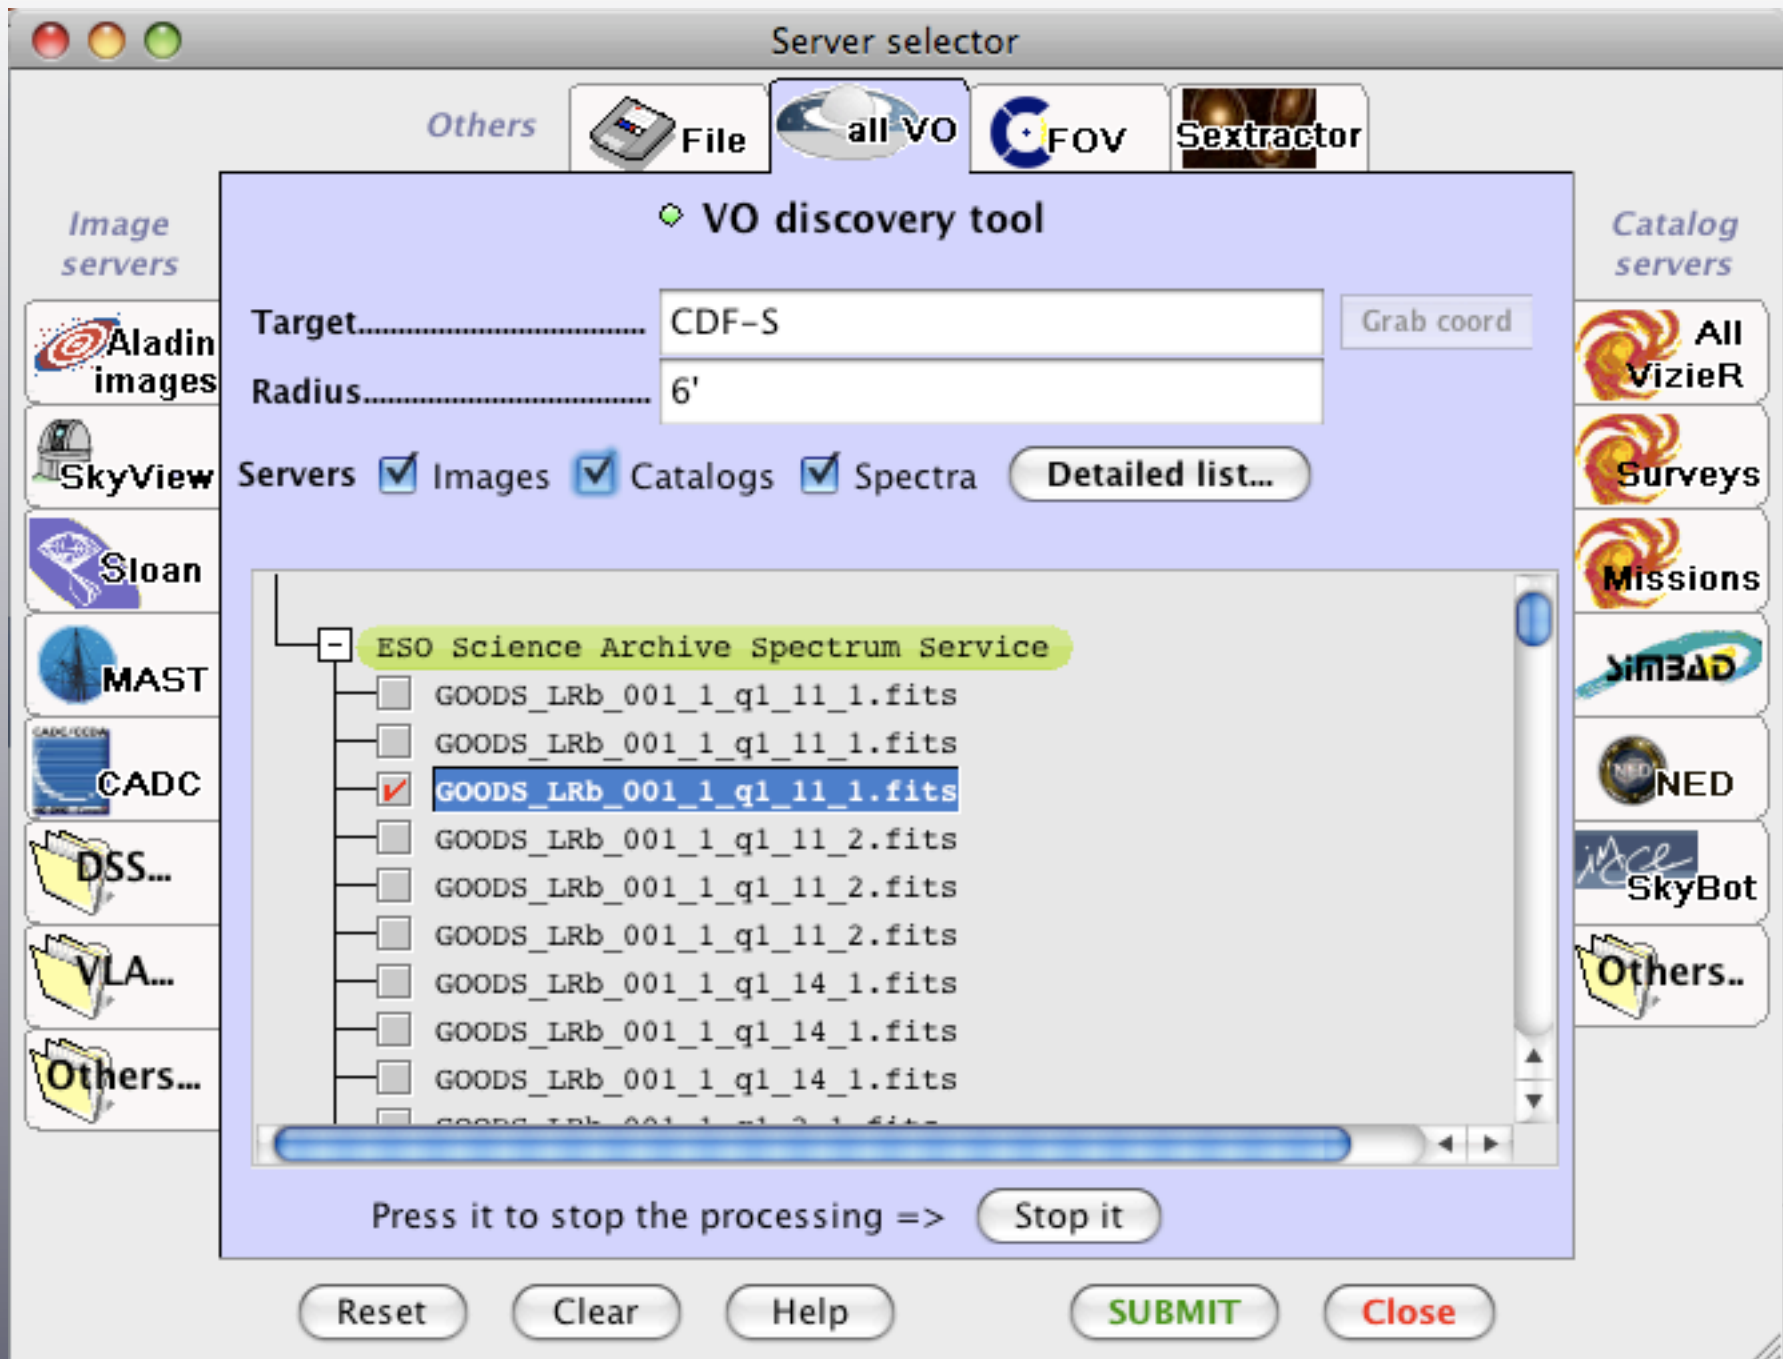 Server selector
Others
File
all VO
FOV
Sextractor
Image
servers
Aladin
images
SkyView
Sloan
MAST
CADC/CCDA
CADC
DSS...
VLA...
Others...
VO discovery tool
Target................................... CDF-S
Grab coord
Radius.................................... 6'
Servers Images Catalogs Spectra Detailed list...
ESO Science Archive Spectrum Service
GOODS_LRb_001_1_q1_11_1.fits
GOODS_LRb_001_1_q1_11_1.fits
GOODS_LRb_001_1_q1_11_1.fits
GOODS_LRb_001_1_q1_11_2.fits
GOODS_LRb_001_1_q1_11_2.fits
GOODS_LRb_001_1_q1_11_2.fits
GOODS_LRb_001_1_q1_14_1.fits
GOODS_LRb_001_1_q1_14_1.fits
GOODS_LRb_001_1_q1_14_1.fits
Press it to stop the processing => Stop it
Catalog
servers
All
VizieR
Surveys
Missions
SIMBAD
NED
NED
SkyBot
Others..
Reset Clear Help SUBMIT Close